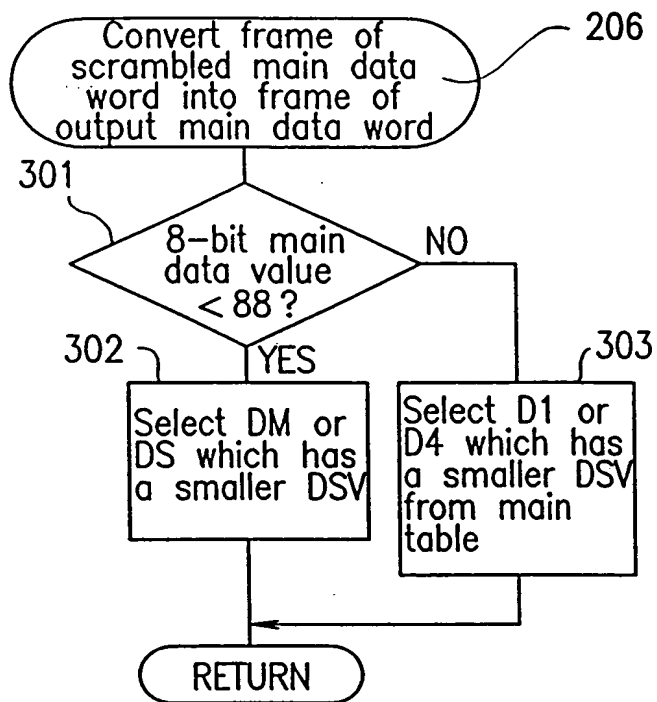 Convert frame of
scrambled main data
word into frame of
output main data word
206
301
8-bit main
data value
< 88 ?
NO
YES
302
Select DM or
DS which has
a smaller DSV
303
Select D1 or
D4 which has
a smaller DSV
from main
table
RETURN